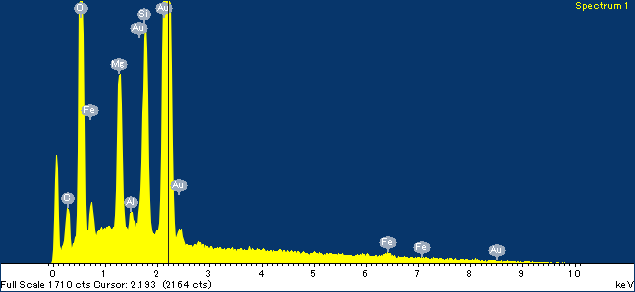 Spectrum 1
O Si Au
Au
Mg
Fe
Au
C Al
Fe Fe Au
0 1 2 3 4 5 6 7 8 9 10
Full Scale 1710 cts Cursor: 2.193 (2164 cts) keV